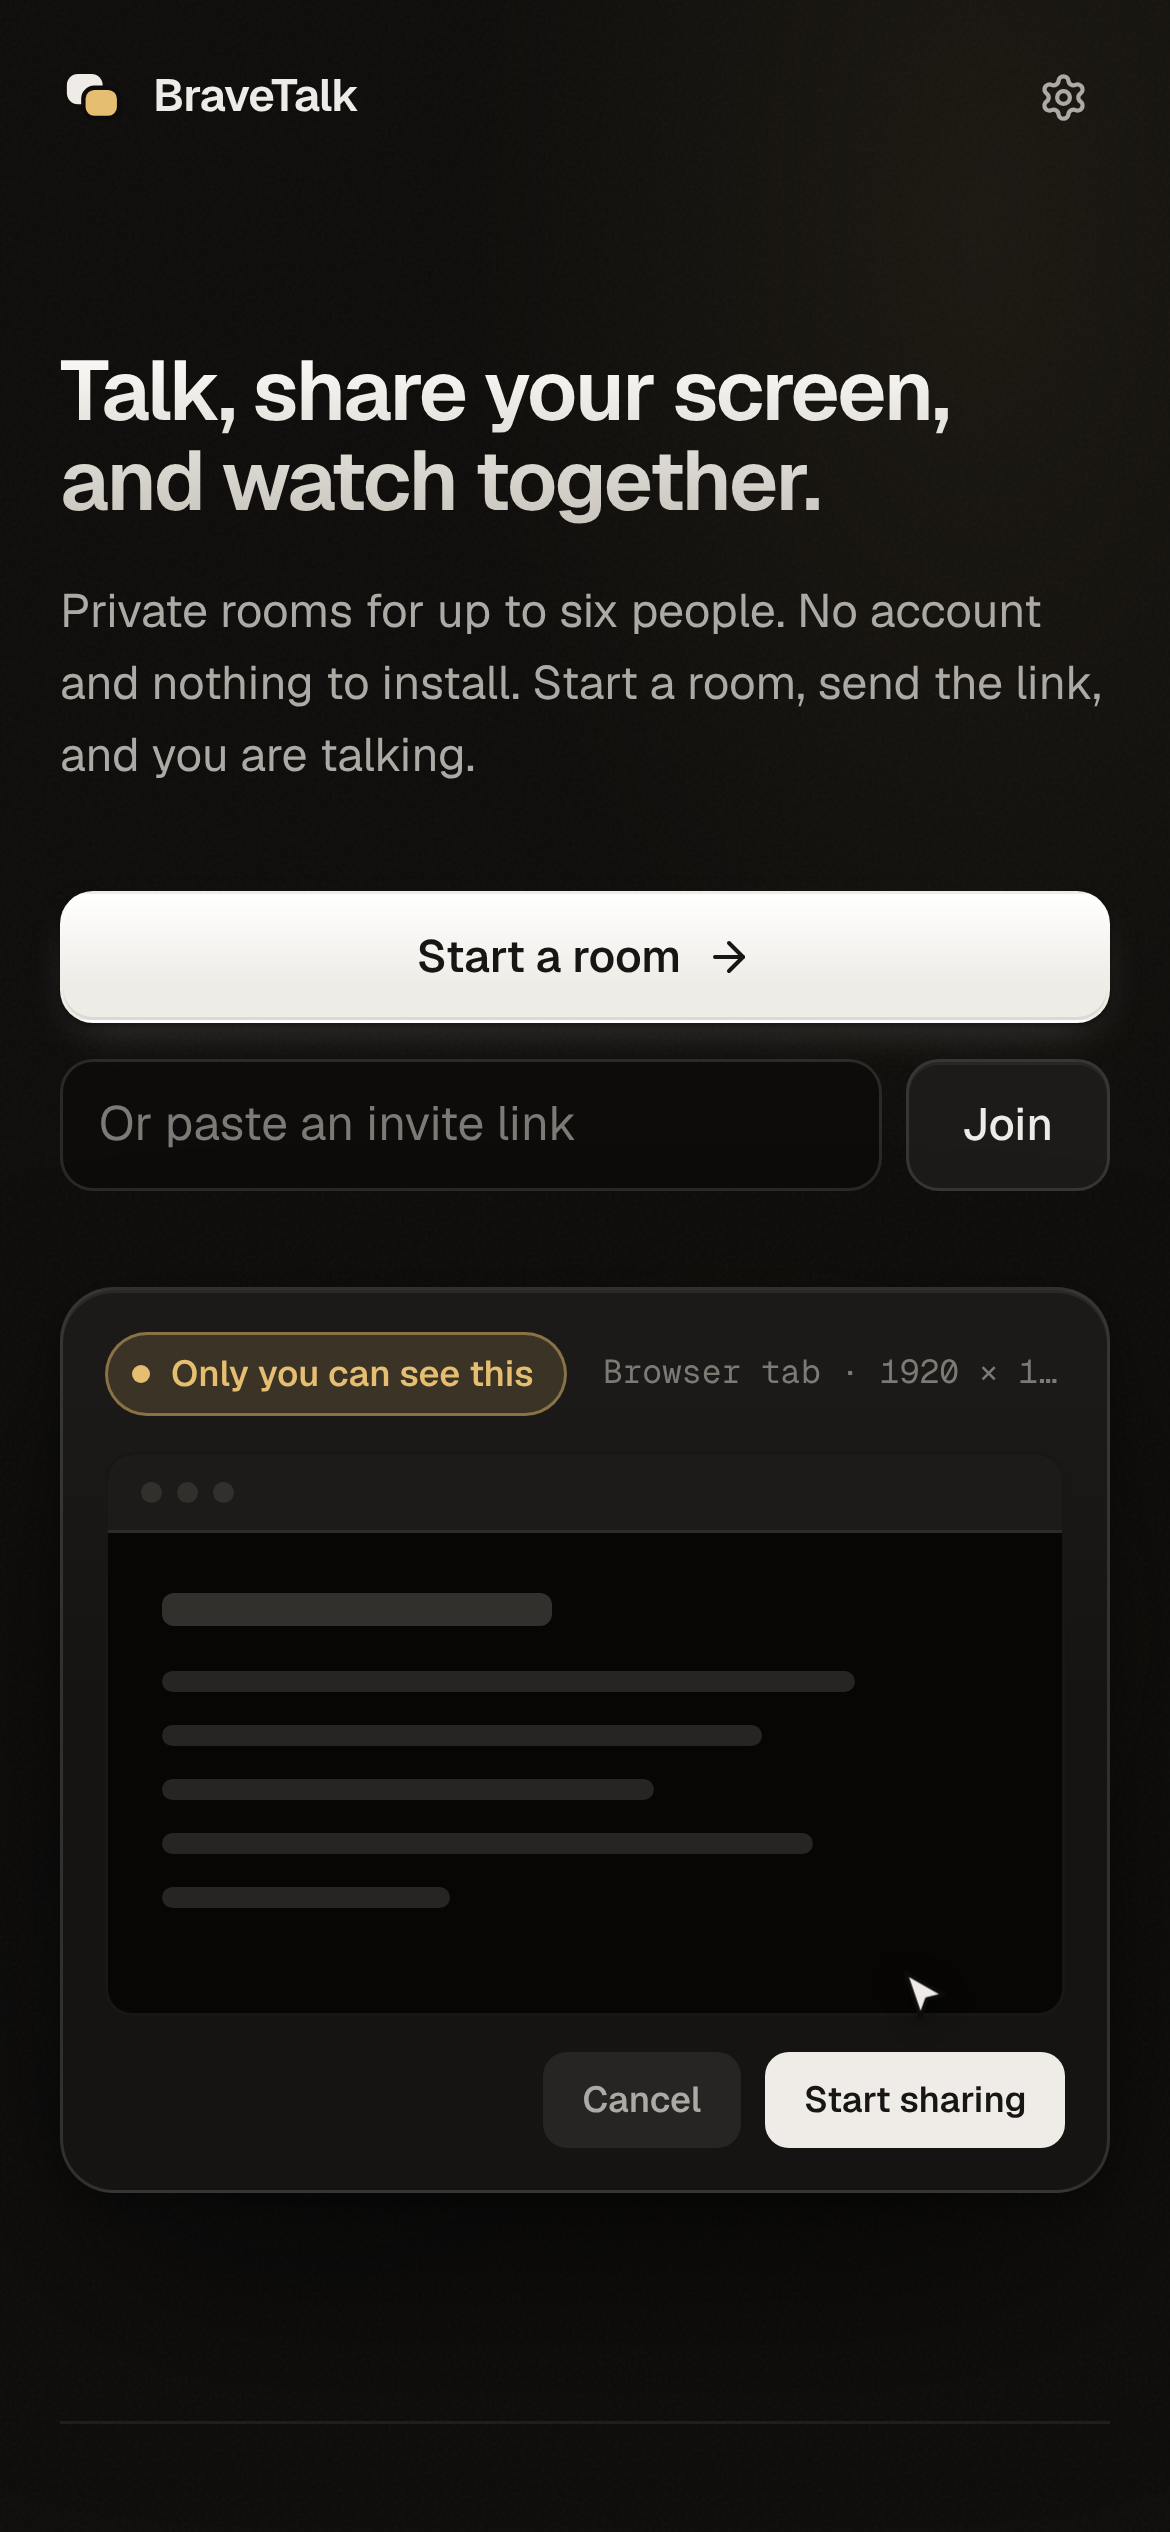 BraveTalk
Talk, share your screen,
and watch together.
Private rooms for up to six people. No account
and nothing to install. Start a room, send the link,
and you are talking.
Start a room →
Or paste an invite link
Join
Only you can see this
Browser tab · 1920 × 1…
Cancel
Start sharing